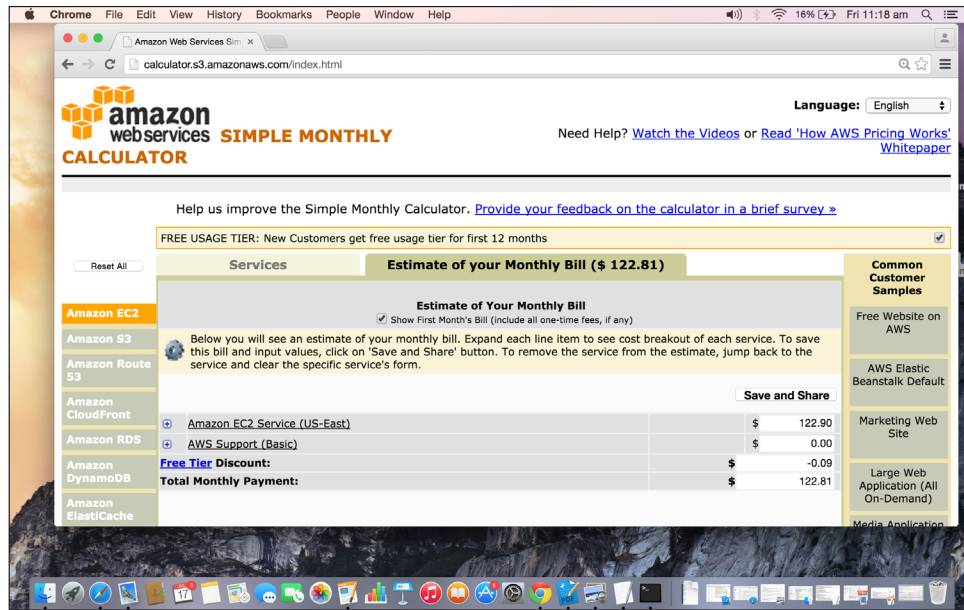 Chrome File Edit View History Bookmarks People Window Help
16% Fri 11:18 am
Amazon Web Services Sim ×
calculator.s3.amazonaws.com/index.html
amazon
webservices SIMPLE MONTHLY
CALCULATOR
Language: English
Need Help? Watch the Videos or Read 'How AWS Pricing Works'
Whitepaper
Help us improve the Simple Monthly Calculator. Provide your feedback on the calculator in a brief survey »
FREE USAGE TIER: New Customers get free usage tier for first 12 months
Reset All
Services
Estimate of your Monthly Bill ($ 122.81)
Common
Customer
Samples
Amazon EC2
Amazon S3
Amazon Route
53
Amazon
CloudFront
Amazon RDS
Amazon
DynamoDB
Amazon
ElastiCache
Estimate of Your Monthly Bill
Show First Month's Bill (include all one-time fees, if any)
Below you will see an estimate of your monthly bill. Expand each line item to see cost breakout of each service. To save
this bill and input values, click on 'Save and Share' button. To remove the service from the estimate, jump back to the
service and clear the specific service's form.
Save and Share
Amazon EC2 Service (US-East) $ 122.90
AWS Support (Basic) $ 0.00
Free Tier Discount: $ -0.09
Total Monthly Payment: $ 122.81
Free Website on
AWS
AWS Elastic
Beanstalk Default
Marketing Web
Site
Large Web
Application (All
On-Demand)
Media Application
17
PDF